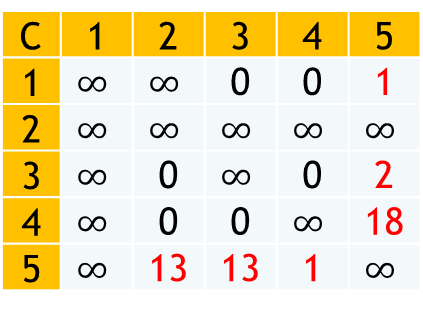 C 1 2 3 4 5
1 ∞ ∞ 0 0 1
2 ∞ ∞ ∞ ∞ ∞
3 ∞ 0 ∞ 0 2
4 ∞ 0 0 ∞ 18
5 ∞ 13 13 1 ∞